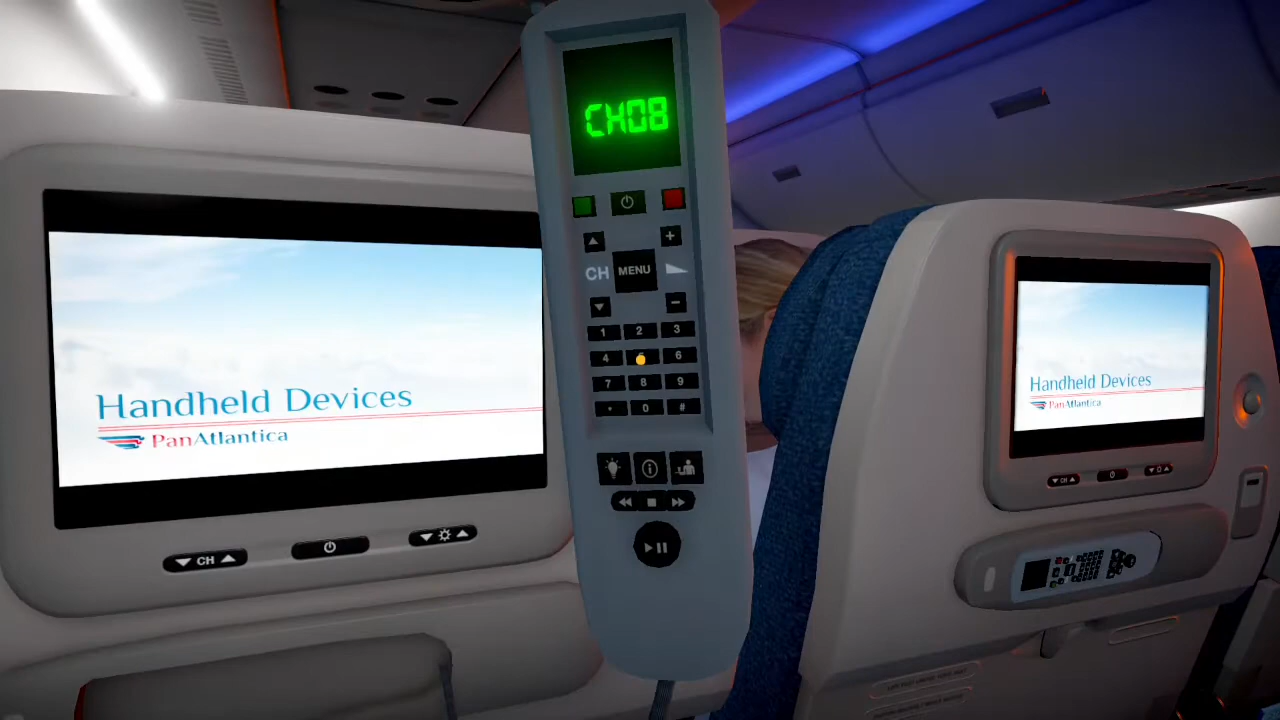 CH08
CH
MENU
+
-
1 2 3
4 6
7 8 9
* 0 #
Handheld Devices
PanAtlantica
CH
Handheld Devices
PanAtlantica
CH